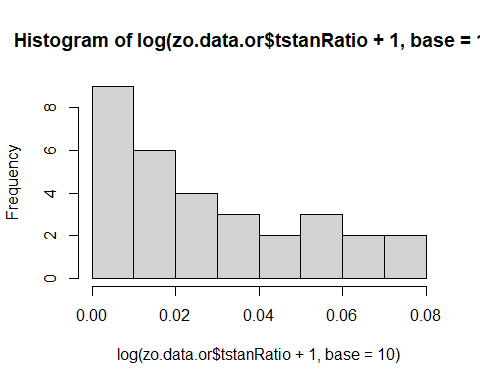 Histogram of log(zo.data.or$tstanRatio + 1, base = 1
Frequency
8
6
4
2
0
0.00 0.02 0.04 0.06 0.08
log(zo.data.or$tstanRatio + 1, base = 10)